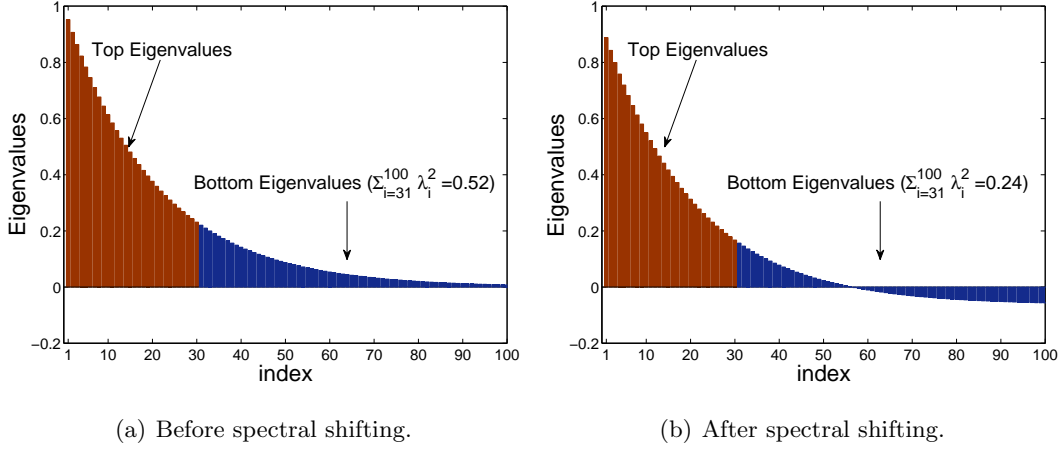 1
0.8
0.6
0.4
0.2
0
−0.2
Eigenvalues
Top Eigenvalues
Bottom Eigenvalues (Σ_{i=31}^{100} λ_i^2 =0.52)
1 10 20 30 40 50 60 70 80 90 100
index
(a) Before spectral shifting.
1
0.8
0.6
0.4
0.2
0
−0.2
Eigenvalues
Top Eigenvalues
Bottom Eigenvalues (Σ_{i=31}^{100} λ_i^2 =0.24)
1 10 20 30 40 50 60 70 80 90 100
index
(b) After spectral shifting.